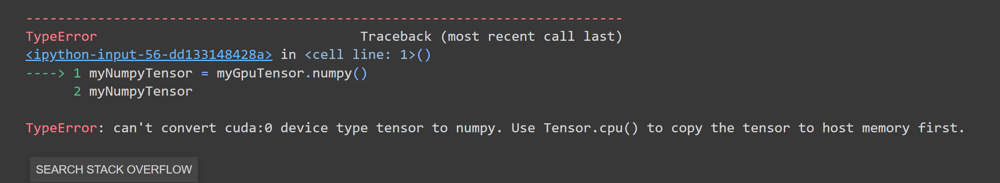 ---------------------------------------------------------------------------
TypeError                                 Traceback (most recent call last)
<ipython-input-56-dd133148428a> in <cell line: 1>()
----> 1 myNumpyTensor = myGpuTensor.numpy()
      2 myNumpyTensor
TypeError: can't convert cuda:0 device type tensor to numpy. Use Tensor.cpu() to copy the tensor to host memory first.
SEARCH STACK OVERFLOW